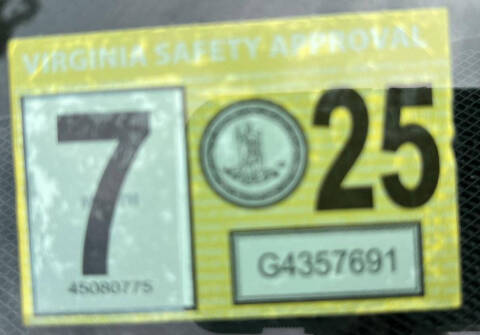 VIRGINIA SAFETY APPROVAL
7
45080775
25
G4357691